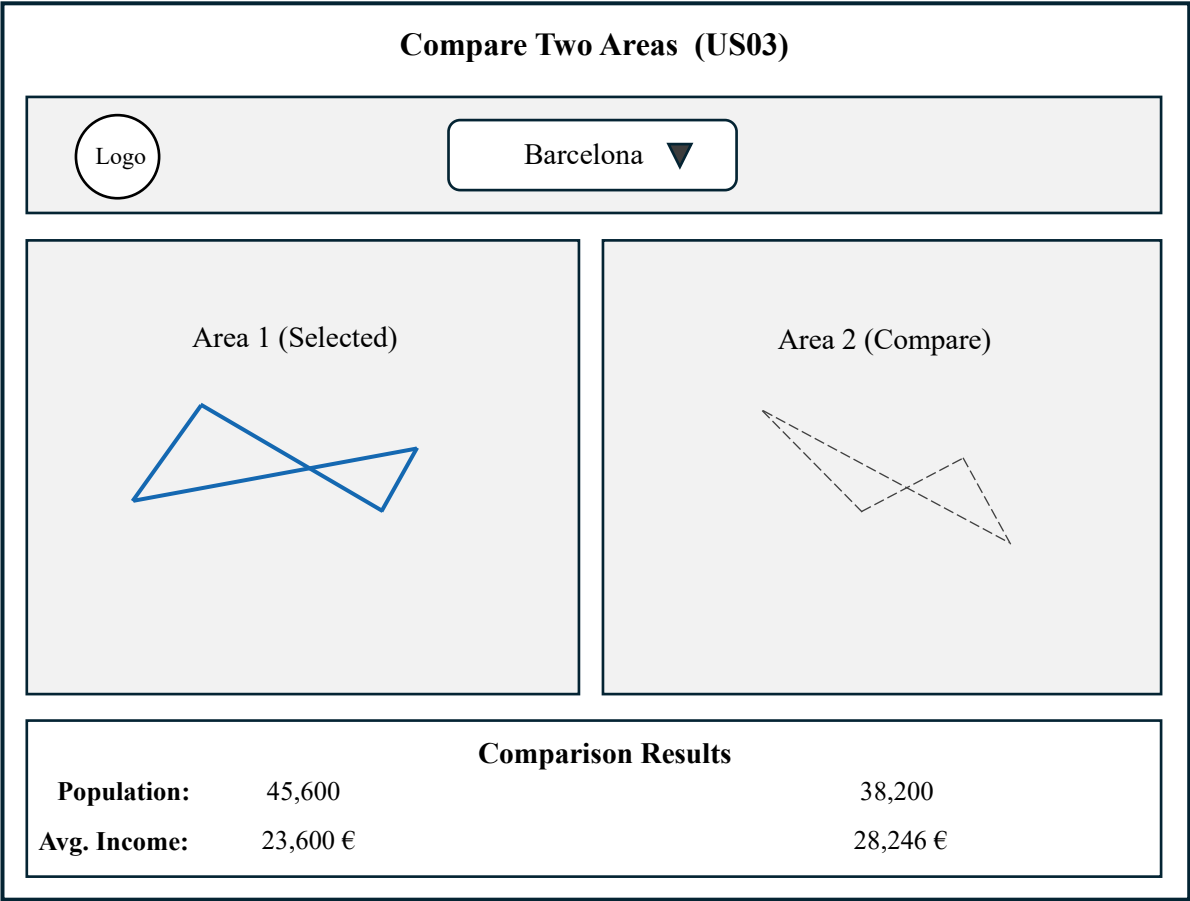 Compare Two Areas  (US03)
Logo
Barcelona
Area 1 (Selected)
Area 2 (Compare)
Comparison Results
Population: 45,600 38,200
Avg. Income: 23,600 € 28,246 €